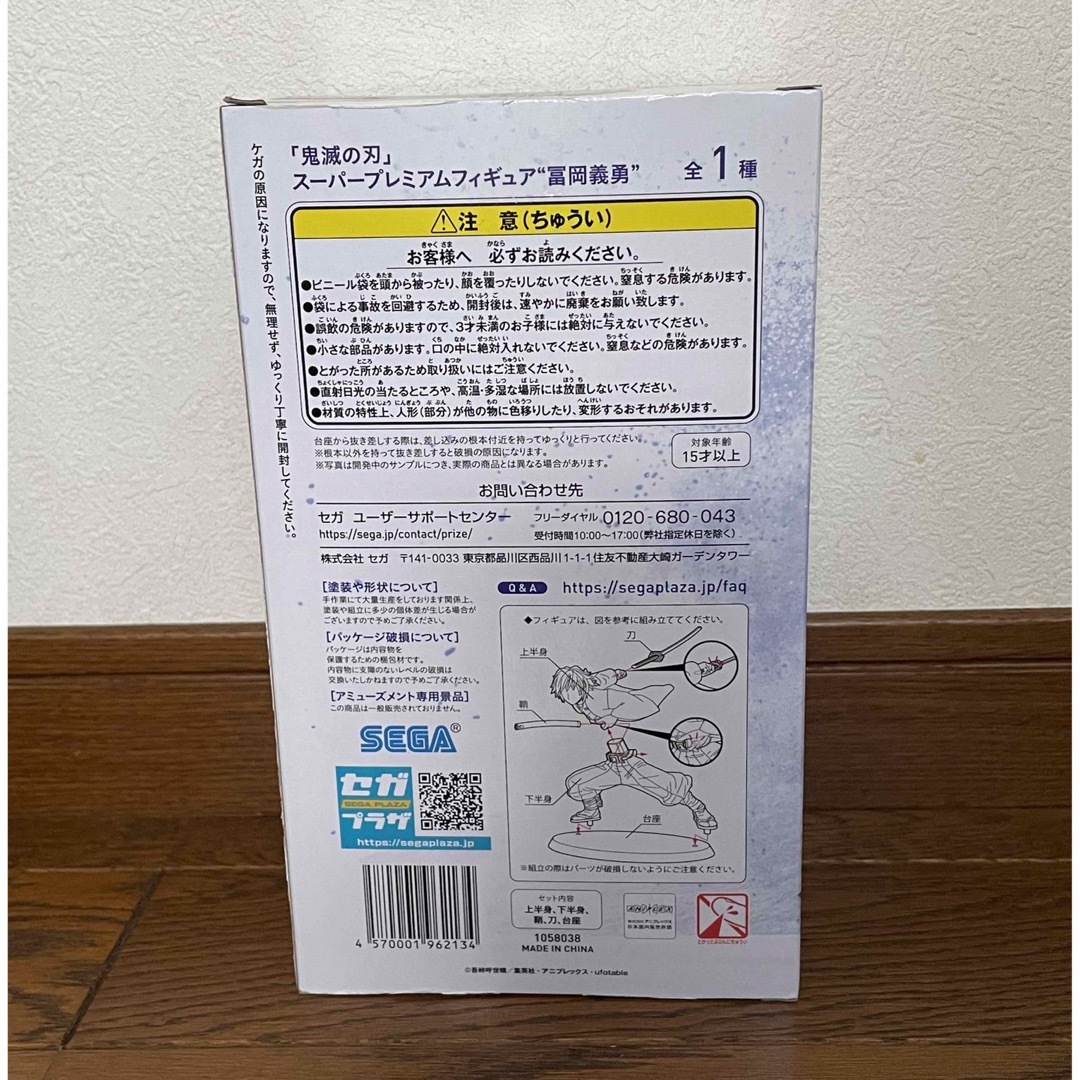 「鬼滅の刃」
スーパープレミアムフィギュア“冨岡義勇” 全1種
ケガの原因になりますので、無理せず、ゆっくり丁寧に開封してください。
⚠注 意(ちゅうい)
お客様へ 必ずお読みください。
●ビニール袋を頭から被ったり、顔を覆ったりしないでください。窒息する危険があります。
●袋による事故を回避するため、開封後は、速やかに廃棄をお願い致します。
●誤飲の危険がありますので、3才未満のお子様には絶対に与えないでください。
●小さな部品があります。口の中に絶対入れないでください。窒息などの危険があります。
●とがった所があるため取り扱いにはご注意ください。
●直射日光の当たるところや、高温・多湿な場所には放置しないでください。
●材質の特性上、人形(部分)が他の物に色移りしたり、変形するおそれがあります。
台座から抜き差しする際は、差し込みの根本付近を持ってゆっくりと行ってください。
※根本以外を持って抜き差しすると破損の原因になります。
※写真は開発中のサンプルにつき、実際の商品とは異なる場合があります。
対象年齢
15才以上
お問い合わせ先
セガ ユーザーサポートセンター フリーダイヤル 0120-680-043
https://sega.jp/contact/prize/ 受付時間10:00~17:00(弊社指定休日を除く)
株式会社 セガ 〒141-0033 東京都品川区西品川1-1-1住友不動産大崎ガーデンタワー
[塗装や形状について]
手作業にて大量生産をしております関係上、
塗装や組立に多少の個体差が生じる場合が
ございますので予めご了承ください。
[パッケージ破損について]
パッケージは内容物を
保護するための梱包材です。
内容物に支障のないレベルの破損は
交換いたしかねますので予めご了承ください。
[アミューズメント専用景品]
この商品は一般販売されておりません。
SEGA®
セガ
SEGA PLAZA
プラザ
https://segaplaza.jp
4 570001 962134
Q&A https://segaplaza.jp/faq
◆フィギュアは、図を参考に組み立ててください。
刀
上半身
鞘
下半身
台座
※組立の際はパーツが破損しないようにご注意ください。
セット内容
上半身、下半身、
鞘、刀、台座
1058038
MADE IN CHINA
株式会社アニプレックス
日本国内販売許諾
とがったぶひんにちゅうい
©吾峠呼世晴/集英社・アニプレックス・ufotable